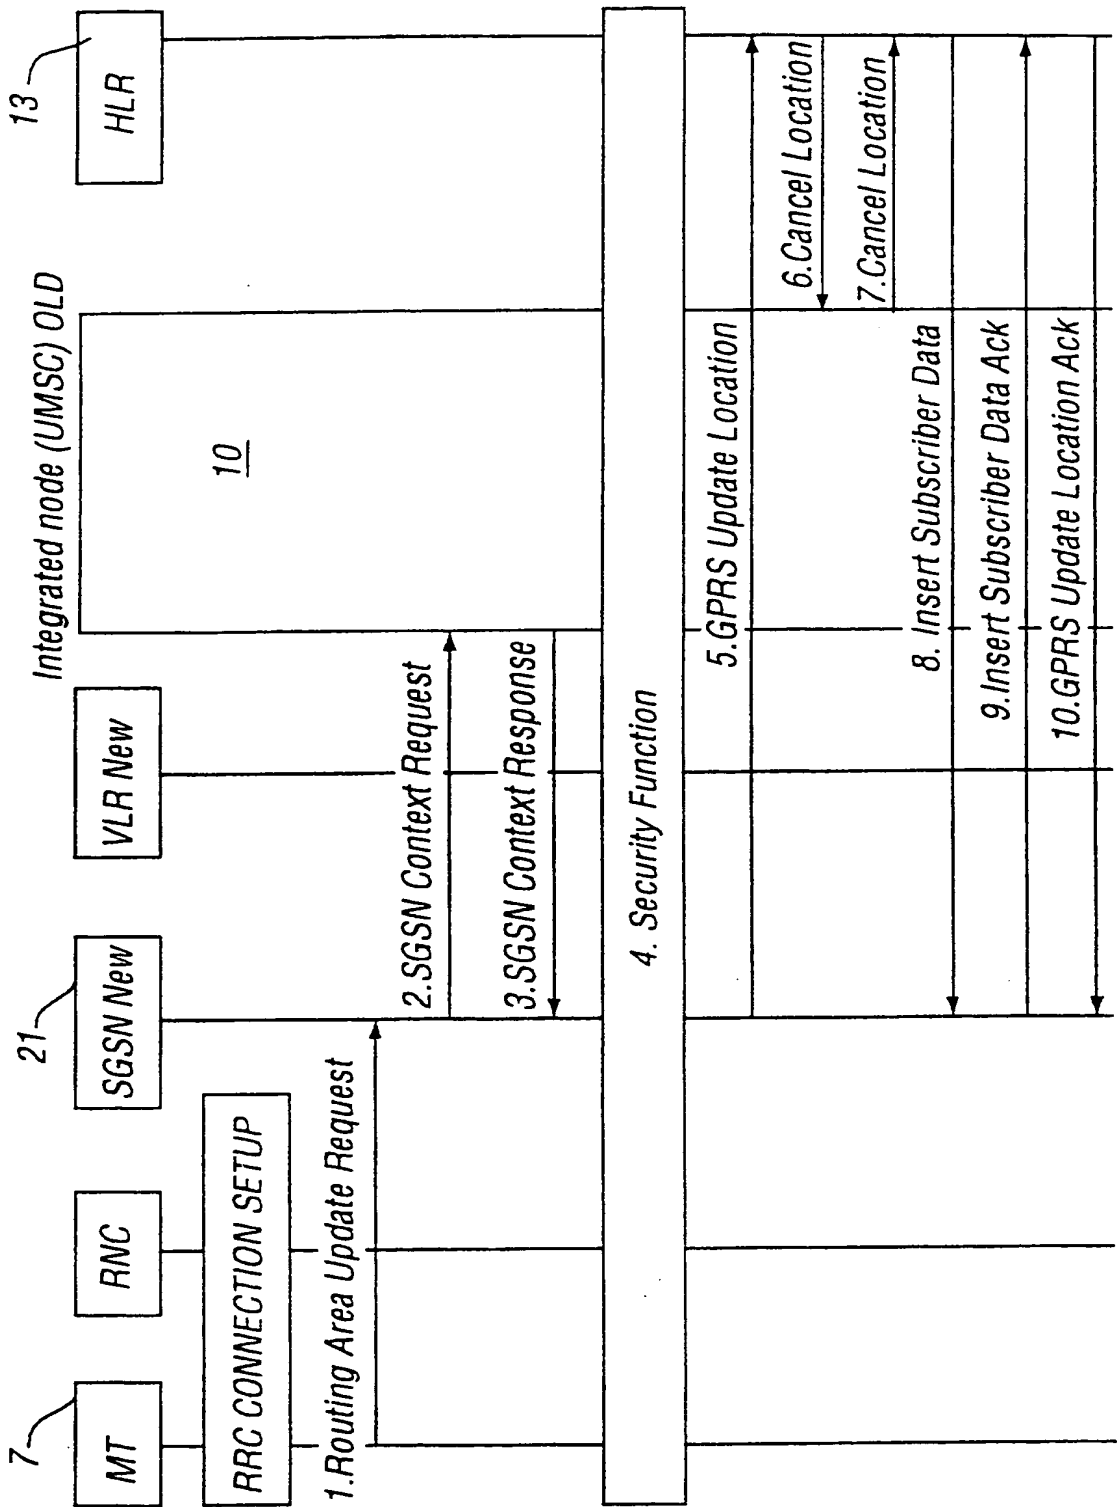 7
21
13
Integrated node (UMSC) OLD
MT
RNC
SGSN New
VLR New
HLR
10
RRC CONNECTION SETUP
1.Routing Area Update Request
2.SGSN Context Request
3.SGSN Context Response
4. Security Function
5.GPRS Update Location
6.Cancel Location
7.Cancel Location
8. Insert Subscriber Data
9.Insert Subscriber Data Ack
10.GPRS Update Location Ack